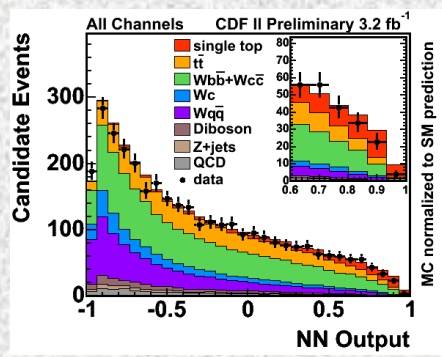 All Channels CDF II Preliminary 3.2 fb⁻¹
Candidate Events
300
200
100
0
single top
tt̄
Wbb̄+Wcc̄
Wc
Wqq̄
Diboson
Z+jets
QCD
data
80
70
60
50
40
30
20
10
0
0.6 0.7 0.8 0.9 1
MC normalized to SM prediction
-1 -0.5 0 0.5 1
NN Output